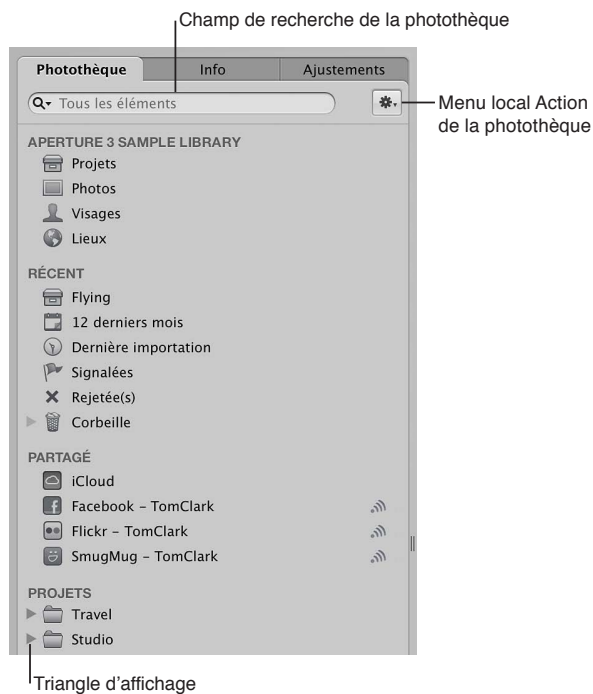 Champ de recherche de la photothèque
Photothèque Info Ajustements
Tous les éléments
Menu local Action
de la photothèque
APERTURE 3 SAMPLE LIBRARY
Projets
Photos
Visages
Lieux
RÉCENT
Flying
12 derniers mois
Dernière importation
Signalées
Rejetée(s)
Corbeille
PARTAGÉ
iCloud
Facebook – TomClark
Flickr – TomClark
SmugMug – TomClark
PROJETS
Travel
Studio
Triangle d’affichage